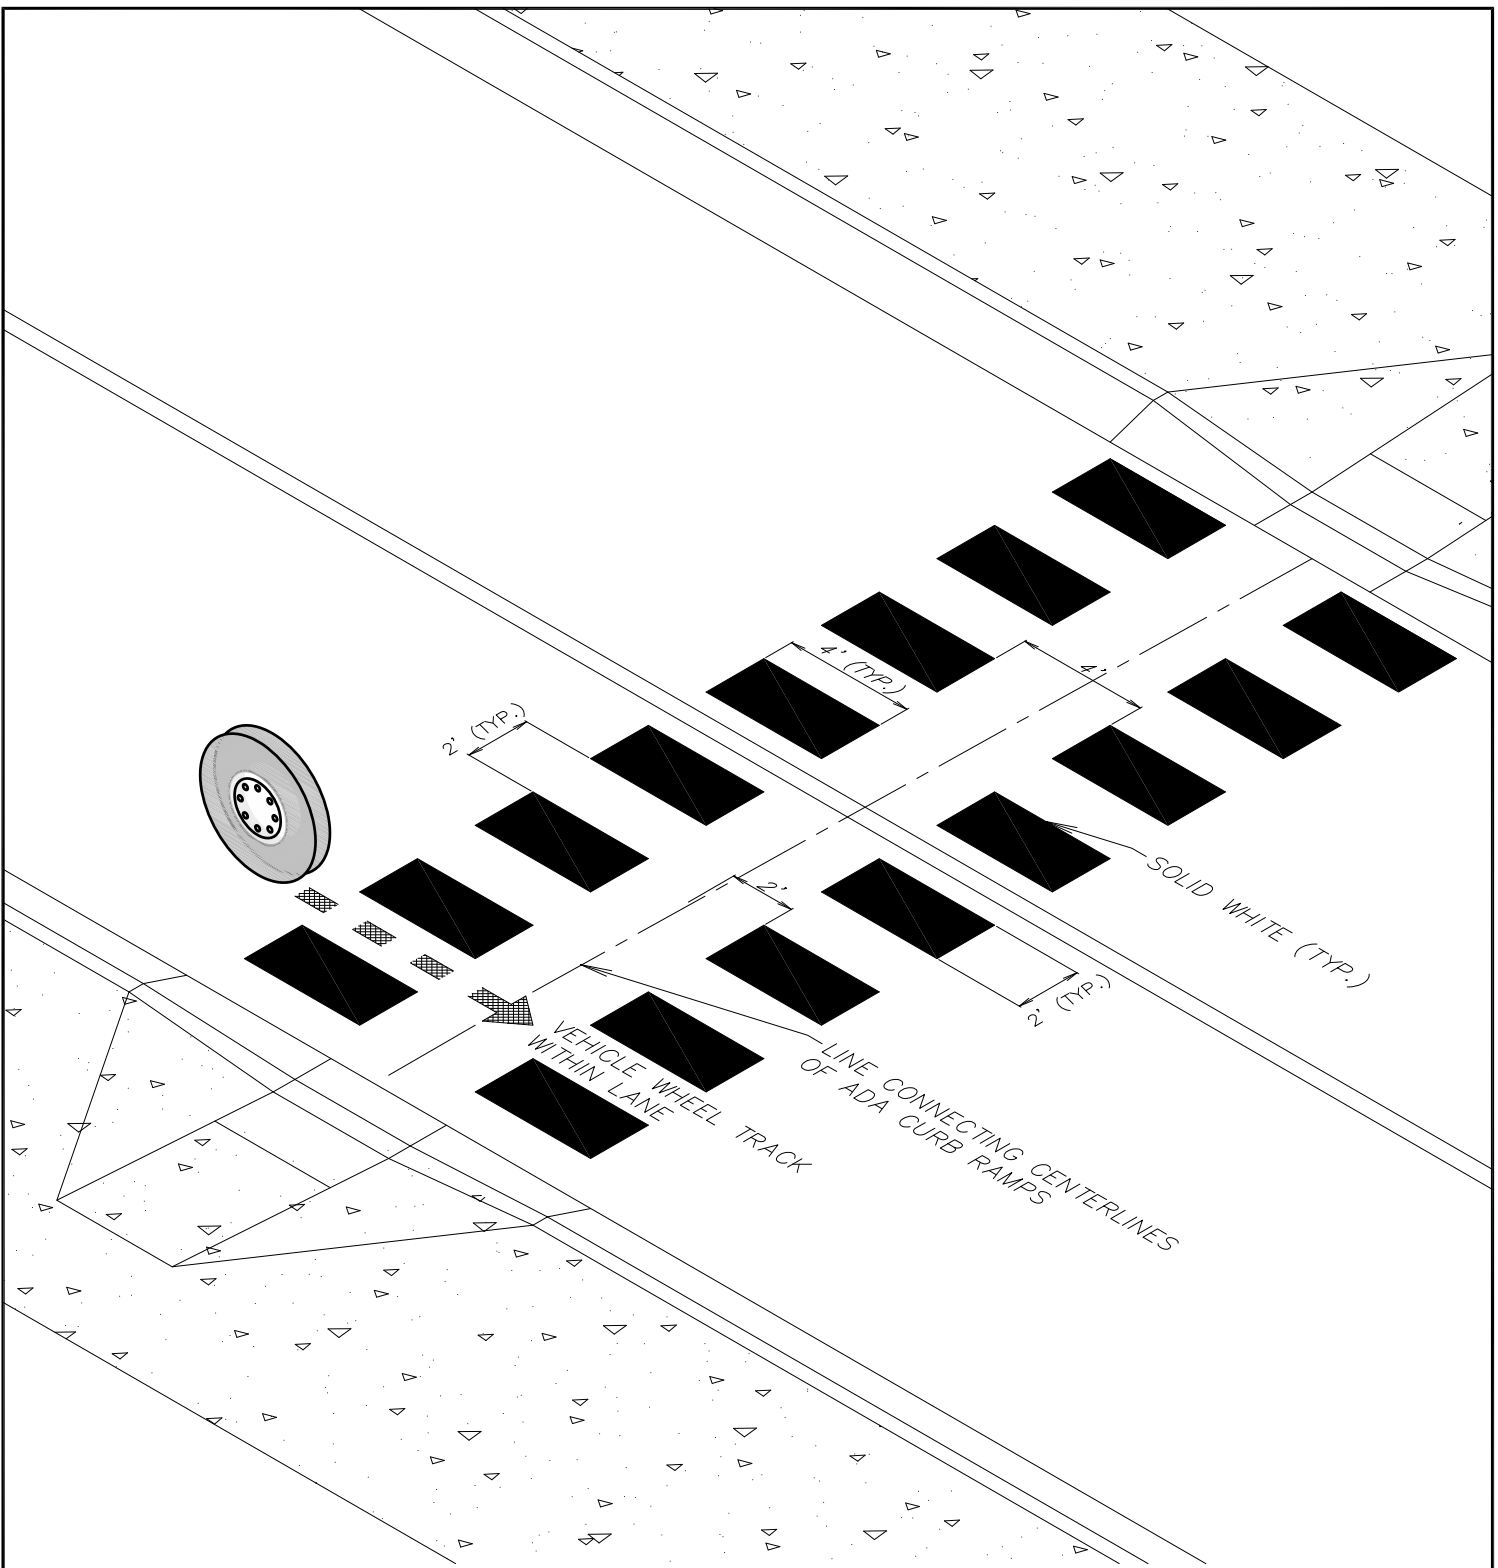 4' (TYP.)
4'
2' (TYP.)
2'
SOLID WHITE (TYP.)
2'
(TYP.)
VEHICLE WHEEL TRACK
WITHIN LANE
LINE CONNECTING CENTERLINES
OF ADA CURB RAMPS